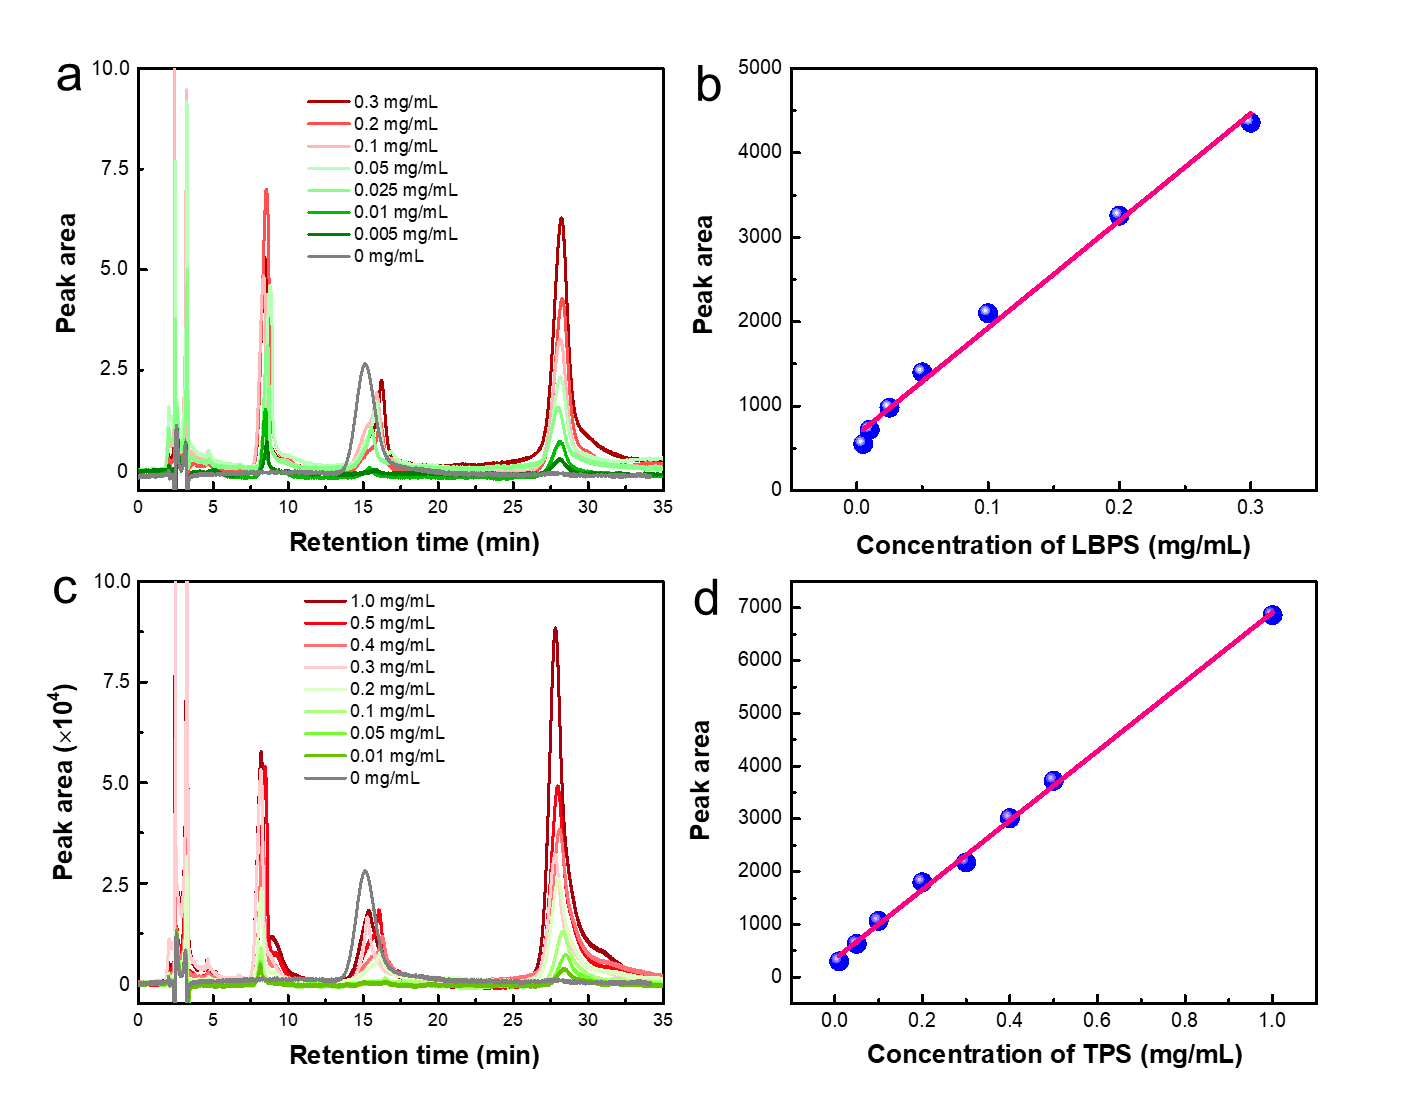 a
10.0
7.5
5.0
2.5
0
Peak area
0.3 mg/mL
0.2 mg/mL
0.1 mg/mL
0.05 mg/mL
0.025 mg/mL
0.01 mg/mL
0.005 mg/mL
0 mg/mL
0 5 10 15 20 25 30 35
Retention time (min)
b
5000
4000
3000
2000
1000
0
Peak area
0.0 0.1 0.2 0.3
Concentration of LBPS (mg/mL)
c
10.0
7.5
5.0
2.5
0
Peak area (×10⁴)
1.0 mg/mL
0.5 mg/mL
0.4 mg/mL
0.3 mg/mL
0.2 mg/mL
0.1 mg/mL
0.05 mg/mL
0.01 mg/mL
0 mg/mL
0 5 10 15 20 25 30 35
Retention time (min)
d
7000
6000
5000
4000
3000
2000
1000
0
Peak area
0.0 0.2 0.4 0.6 0.8 1.0
Concentration of TPS (mg/mL)